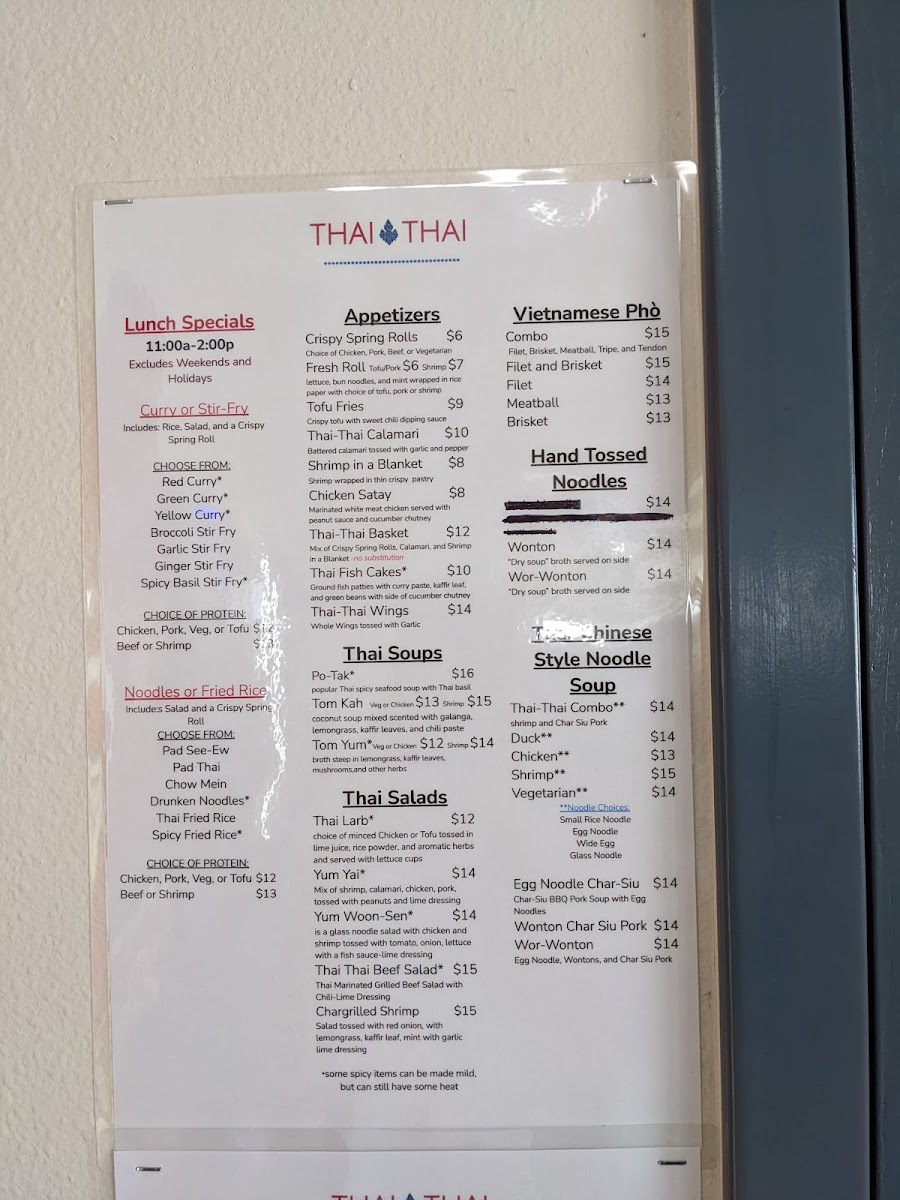 THAI THAI
Lunch Specials
11:00a-2:00p
Excludes Weekends and
Holidays
Curry or Stir-Fry
Includes: Rice, Salad, and a Crispy
Spring Roll
CHOOSE FROM:
Red Curry*
Green Curry*
Yellow Curry*
Broccoli Stir Fry
Garlic Stir Fry
Ginger Stir Fry
Spicy Basil Stir Fry*
CHOICE OF PROTEIN:
Chicken, Pork, Veg, or Tofu
Beef or Shrimp
Noodles or Fried Rice
Includes Salad and a Crispy Spring
Roll
CHOOSE FROM:
Pad See-Ew
Pad Thai
Chow Mein
Drunken Noodles*
Thai Fried Rice
Spicy Fried Rice*
CHOICE OF PROTEIN:
Chicken, Pork, Veg, or Tofu $12
Beef or Shrimp $13
Appetizers
Crispy Spring Rolls $6
Choice of Chicken, Pork, Beef, or Vegetarian
Fresh Roll Tofu/Pork $6 Shrimp $7
lettuce, bun noodles, and mint wrapped in rice
paper with choice of tofu, pork or shrimp
Tofu Fries $9
Crispy tofu with sweet chili dipping sauce
Thai-Thai Calamari $10
Battered calamari tossed with garlic and pepper
Shrimp in a Blanket $8
Shrimp wrapped in thin crispy pastry
Chicken Satay $8
Marinated white meat chicken served with
peanut sauce and cucumber chutney
Thai-Thai Basket $12
Mix of Crispy Spring Rolls, Calamari, and Shrimp
in a Blanket -no substitution
Thai Fish Cakes* $10
Ground fish patties with curry paste, kaffir leaf,
and green beans with side of cucumber chutney
Thai-Thai Wings $14
Whole Wings tossed with Garlic
Thai Soups
Po-Tak* $16
popular Thai spicy seafood soup with Thai basil
Tom Kah Veg or Chicken $13 Shrimp $15
coconut soup mixed scented with galanga,
lemongrass, kaffir leaves, and chili paste
Tom Yum* Veg or Chicken $12 Shrimp $14
broth steep in lemongrass, kaffir leaves,
mushrooms,and other herbs
Thai Salads
Thai Larb* $12
choice of minced Chicken or Tofu tossed in
lime juice, rice powder, and aromatic herbs
and served with lettuce cups
Yum Yai* $14
Mix of shrimp, calamari, chicken, pork,
tossed with peanuts and lime dressing
Yum Woon-Sen* $14
is a glass noodle salad with chicken and
shrimp tossed with tomato, onion, lettuce
with a fish sauce-lime dressing
Thai Thai Beef Salad* $15
Thai Marinated Grilled Beef Salad with
Chili-Lime Dressing
Chargrilled Shrimp $15
Salad tossed with red onion, with
lemongrass, kaffir leaf, mint with garlic
lime dressing
*some spicy items can be made mild,
but can still have some heat
Vietnamese Phò
Combo $15
Filet, Brisket, Meatball, Tripe, and Tendon
Filet and Brisket $15
Filet $14
Meatball $13
Brisket $13
Hand Tossed
Noodles
$14
Wonton $14
"Dry soup" broth served on side
Wor-Wonton $14
"Dry soup" broth served on side
Chinese
Style Noodle
Soup
Thai-Thai Combo** $14
shrimp and Char Siu Pork
Duck** $14
Chicken** $13
Shrimp** $15
Vegetarian** $14
**Noodle Choices:
Small Rice Noodle
Egg Noodle
Wide Egg
Glass Noodle
Egg Noodle Char-Siu $14
Char-Siu BBQ Pork Soup with Egg
Noodles
Wonton Char Siu Pork $14
Wor-Wonton $14
Egg Noodle, Wontons, and Char Siu Pork
THAI THAI